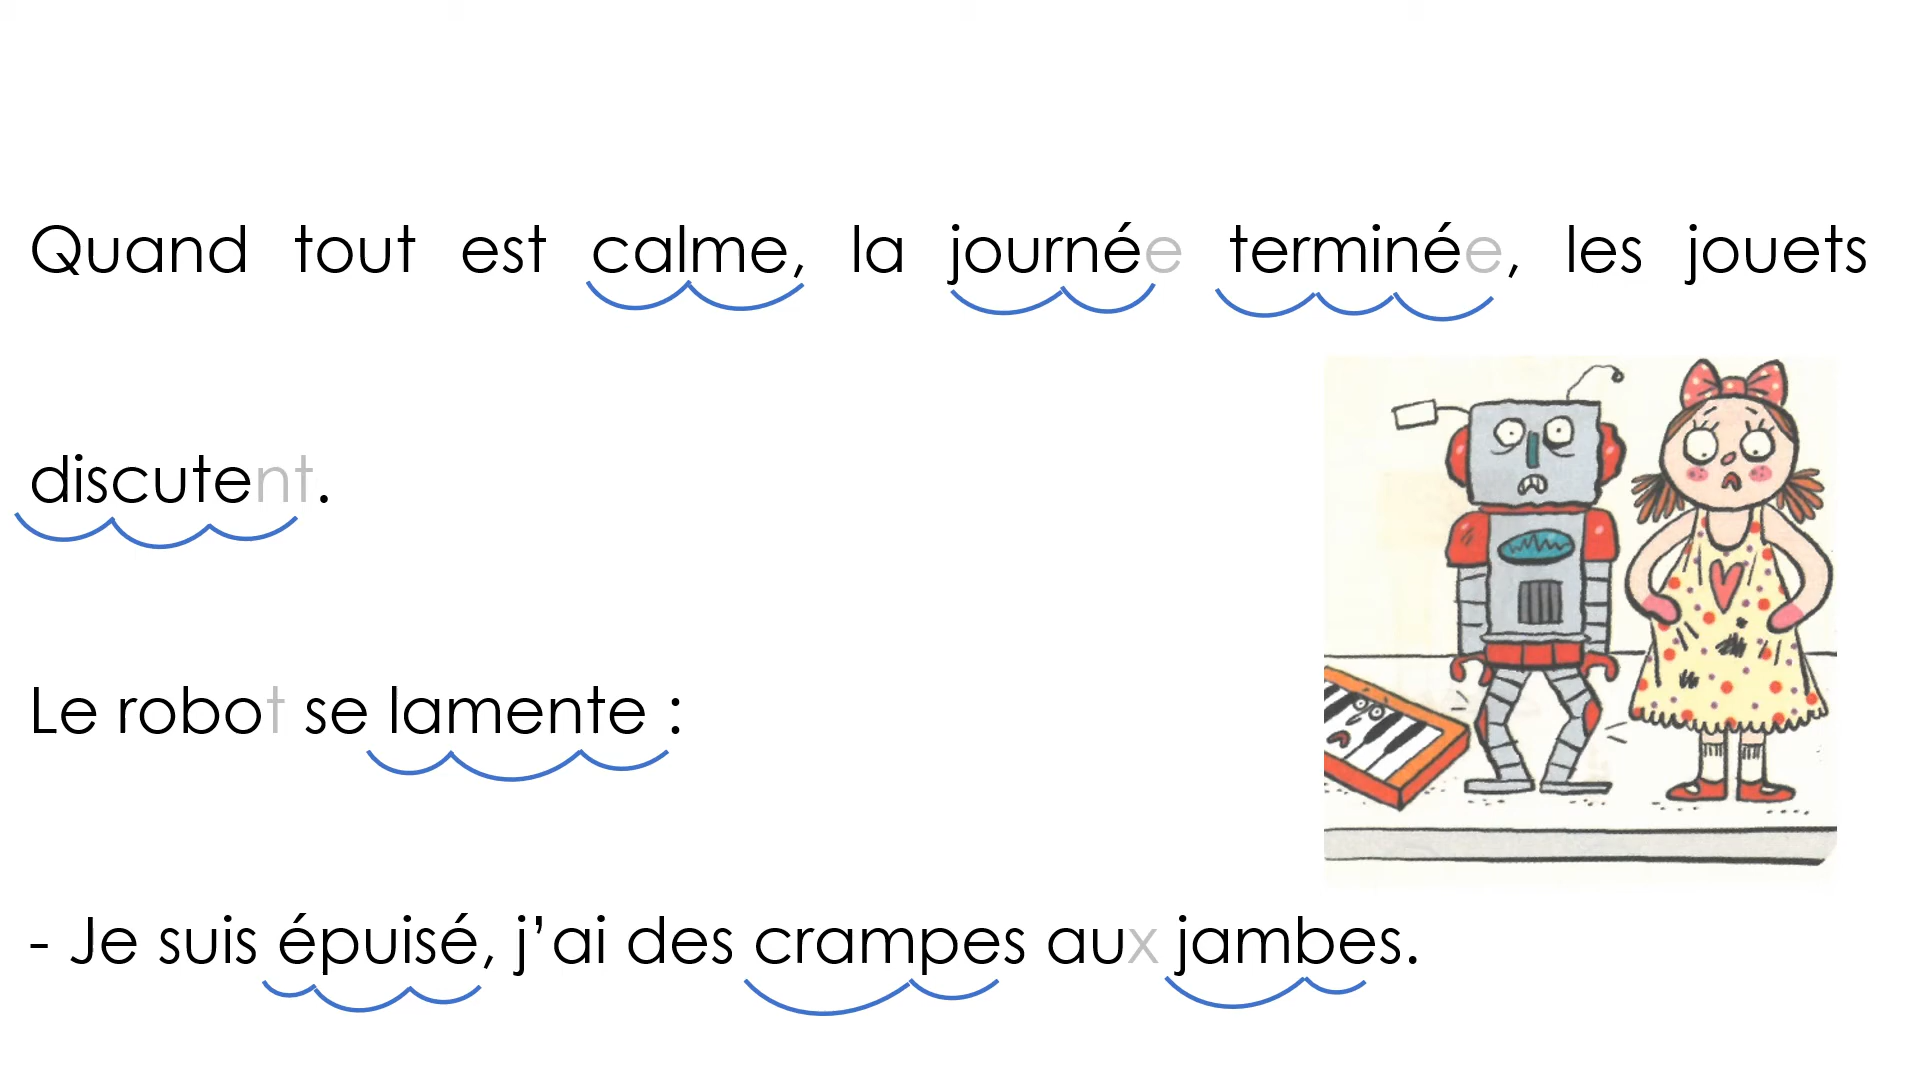 Quand tout est calme, la journée terminée, les jouets
discutent.
Le robot se lamente :
- Je suis épuisé, j’ai des crampes aux jambes.